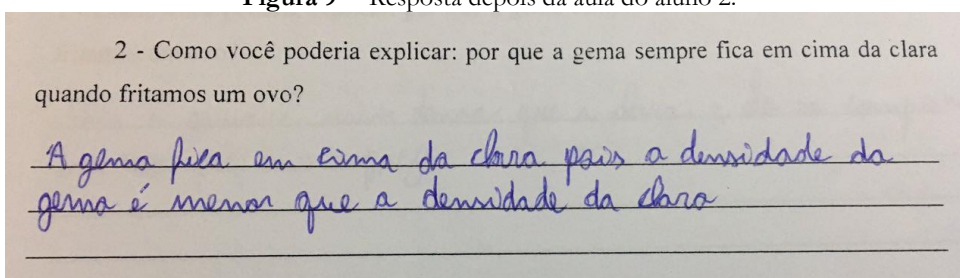 Figura 9 – Resposta depois da aula do aluno 2.
2 - Como você poderia explicar: por que a gema sempre fica em cima da clara
quando fritamos um ovo?
A gema fica em cima da clara pois a densidade da
gema é menor que a densidade da clara